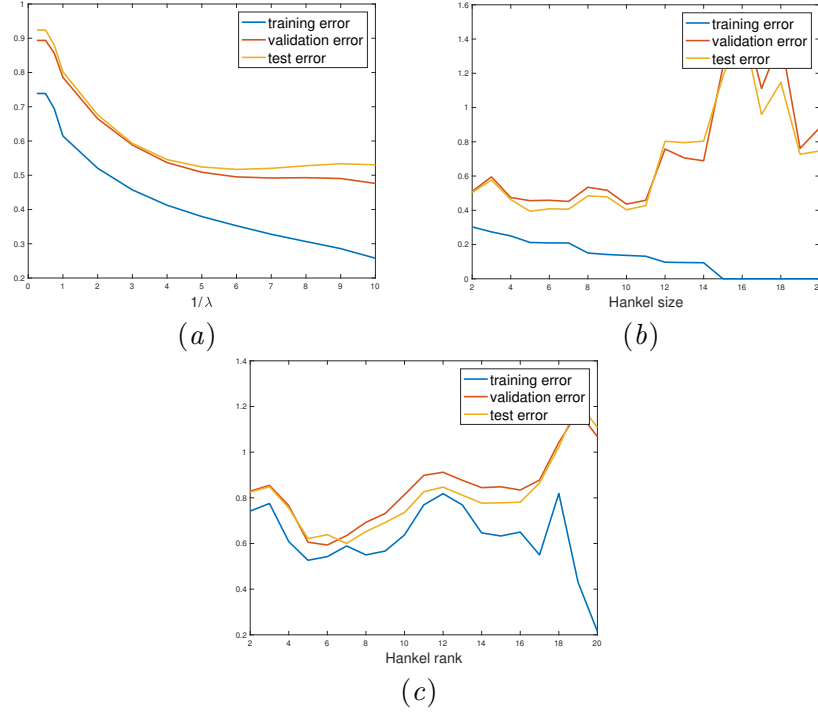 1
0.9
0.8
0.7
0.6
0.5
0.4
0.3
0.2
0 1 2 3 4 5 6 7 8 9 10
1/λ
training error
validation error
test error
(a)
1.6
1.4
1.2
1
0.8
0.6
0.4
0.2
0
2 4 6 8 10 12 14 16 18 2
Hankel size
training error
validation error
test error
(b)
1.4
1.2
1
0.8
0.6
0.4
0.2
2 4 6 8 10 12 14 16 18 20
Hankel rank
training error
validation error
test error
(c)